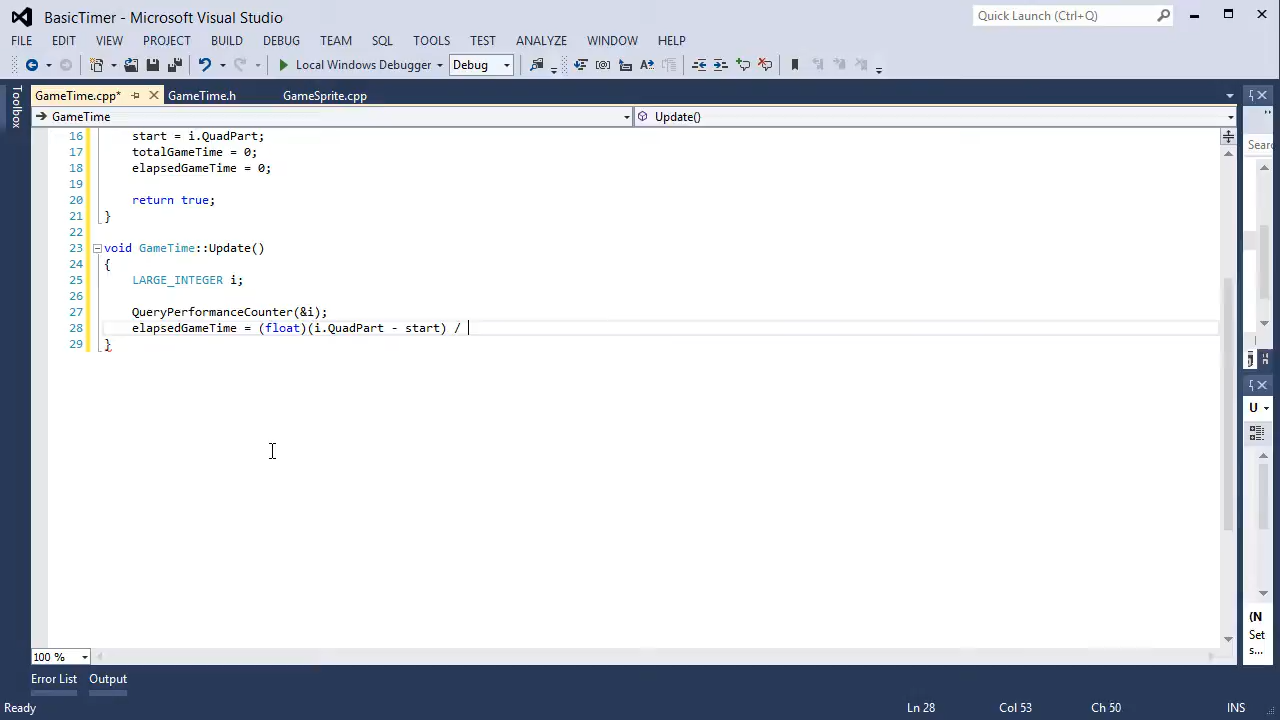 BasicTimer - Microsoft Visual Studio
Quick Launch (Ctrl+Q)
FILE EDIT VIEW PROJECT BUILD DEBUG TEAM SQL TOOLS TEST ANALYZE WINDOW HELP
Local Windows Debugger Debug
Toolbox
GameTime.cpp* GameTime.h GameSprite.cpp
GameTime Update()
16 start = i.QuadPart;
17 totalGameTime = 0;
18 elapsedGameTime = 0;
19
20 return true;
21 }
22
23 void GameTime::Update()
24 {
25 LARGE_INTEGER i;
26
27 QueryPerformanceCounter(&i);
28 elapsedGameTime = (float)(i.QuadPart - start) /
29 }
Sear
U
(N
Set
s...
100 %
Error List Output
Ready Ln 28 Col 53 Ch 50 INS